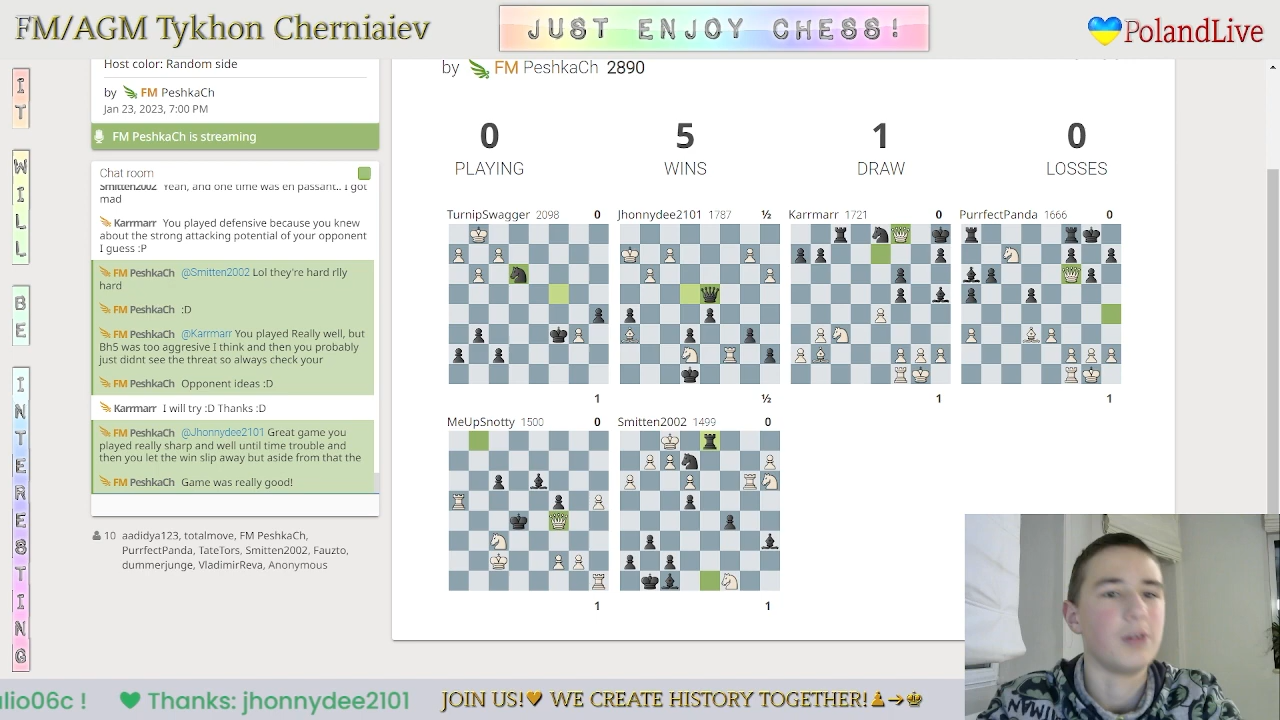 FM/AGM Tykhon Cherniaiev
JUST ENJOY CHESS!
PolandLive
IT
WILL
BE
INTERESTING
Host color: Random side
by FM PeshkaCh
Jan 23, 2023, 7:00 PM
FM PeshkaCh is streaming
Chat room
Smitten2002 Yeah, and one time was en passant.. I got
mad
Karrmarr You played defensive because you knew
about the strong attacking potential of your opponent
I guess :P
FM PeshkaCh @Smitten2002 Lol they're hard rlly
hard
FM PeshkaCh :D
FM PeshkaCh @Karrmarr You played Really well, but
Bh5 was too aggresive I think and then you probably
just didnt see the threat so always check your
FM PeshkaCh Opponent ideas :D
Karrmarr I will try :D Thanks :D
FM PeshkaCh @Jhonnydee2101 Great game you
played really sharp and well until time trouble and
then you let the win slip away but aside from that the
FM PeshkaCh Game was really good!
10 aadidya123, totalmove, FM PeshkaCh,
PurrfectPanda, TateTors, Smitten2002, Fauzto,
dummerjunge, VladimirReva, Anonymous
by FM PeshkaCh 2890
0 5 1 0
PLAYING WINS DRAW LOSSES
TurnipSwagger 2098 0
Jhonnydee2101 1787 ½
Karrmarr 1721 0
PurrfectPanda 1666 0
1 ½ 1 1
MeUpSnotty 1500 0
Smitten2002 1499 0
1 1
lio06c ! Thanks: jhonnydee2101
JOIN US! WE CREATE HISTORY TOGETHER!